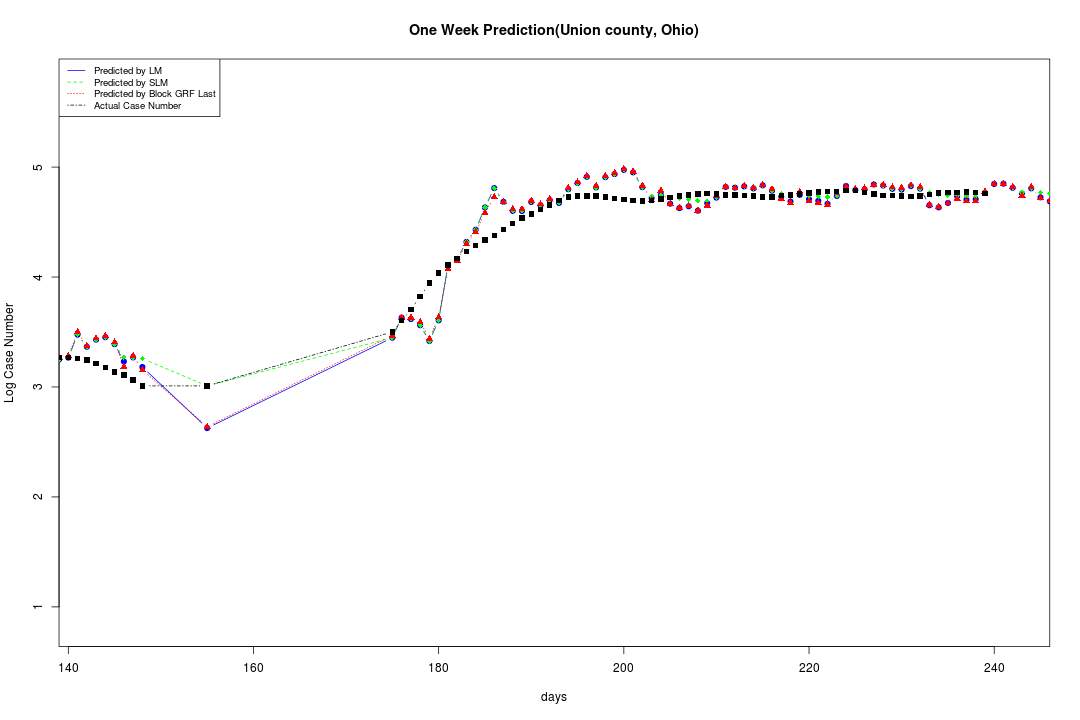 One Week Prediction(Union county, Ohio)
Predicted by LM
Predicted by SLM
Predicted by Block GRF Last
Actual Case Number
5
4
3
2
1
Log Case Number
140 160 180 200 220 240
days